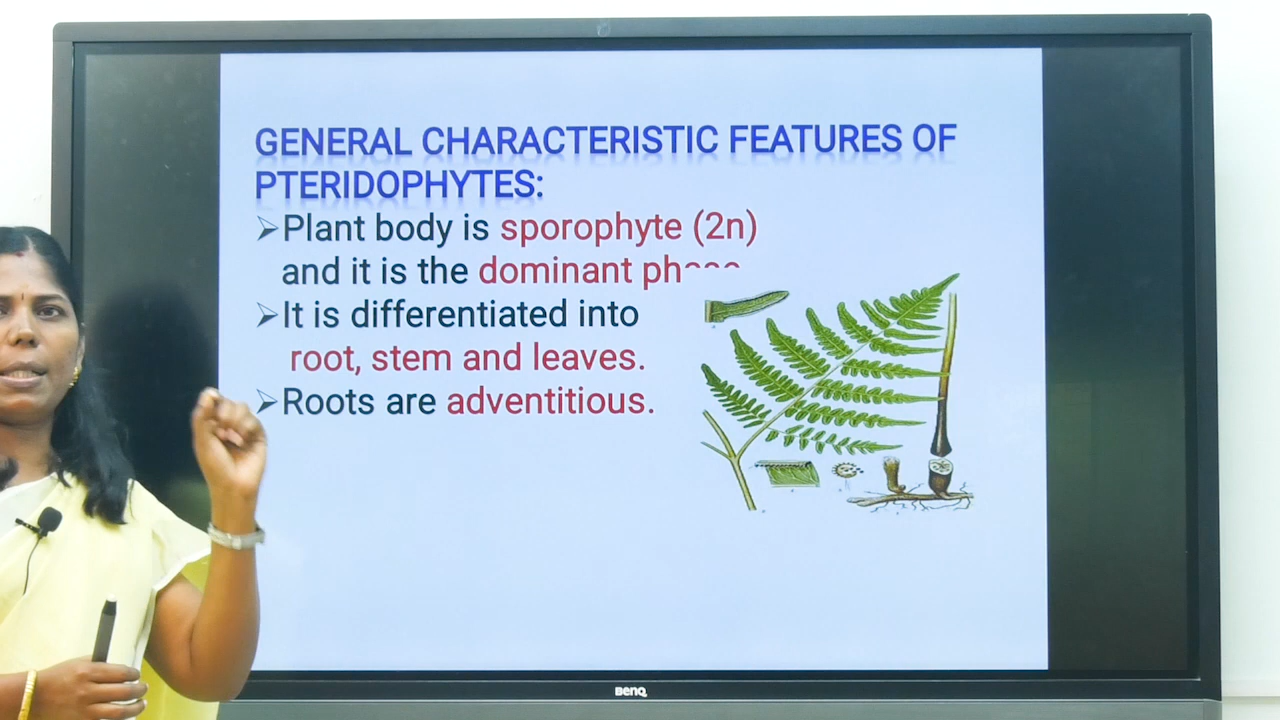 GENERAL CHARACTERISTIC FEATURES OF
PTERIDOPHYTES:
➢Plant body is sporophyte (2n)
and it is the dominant
➢It is differentiated into
root, stem and leaves.
➢Roots are adventitious.
BenQ